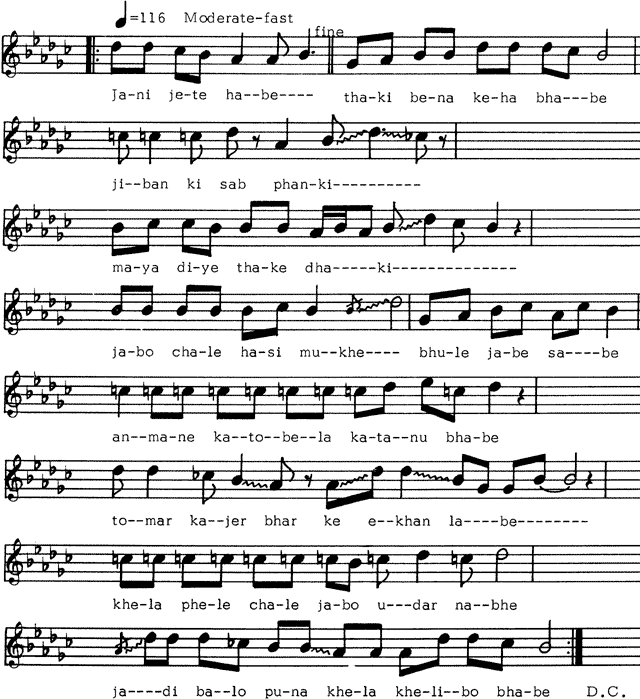 =116 Moderate-fast
fine
Ja-ni je-te ha--be---- tha-ki be-na ke-ha bha---be
ji--ban ki sab phan-ki----------
ma-ya di-ye tha-ke dha-----ki---------------
ja-bo cha-le ha-si mu--khe---- bhu-le ja-be sa----be
an--ma-ne ka--to--be--la ka-ta--nu bha-be
to--mar ka-jer bhar ke e--khan la----be--------
khe-la phe-le cha-le ja-bo u---dar na--bhe
ja----di ba--lo pu-na khe-la khe-li--bo bha-be D.C.